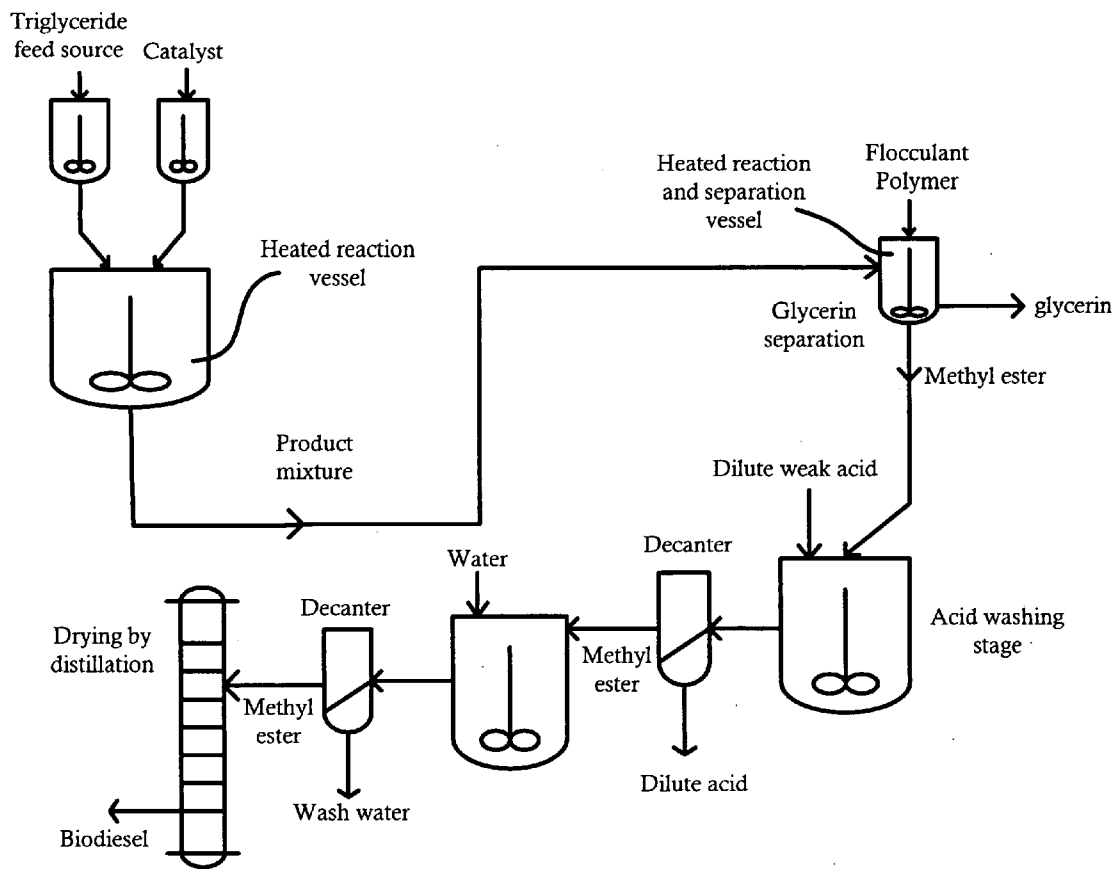 Triglyceride
feed source
Catalyst
Heated reaction
vessel
Heated reaction
and separation
vessel
Flocculant
Polymer
Glycerin
separation
glycerin
Methyl ester
Product
mixture
Dilute weak acid
Acid washing
stage
Decanter
Dilute acid
Methyl
ester
Water
Decanter
Wash water
Methyl
ester
Drying by
distillation
Biodiesel